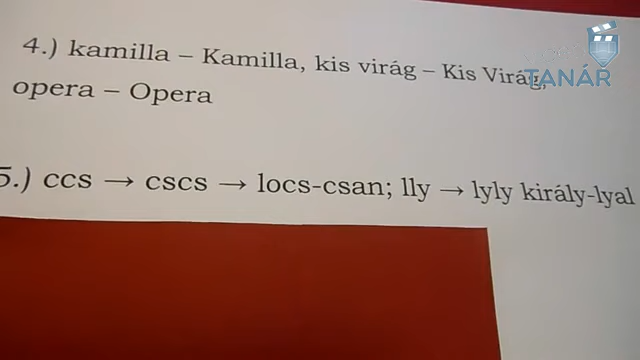 4.) kamilla – Kamilla, kis virág – Kis Virág,
opera – Opera
5.) ccs → cscs → locs-csan; lly → lyly király-lyal
TANÁR